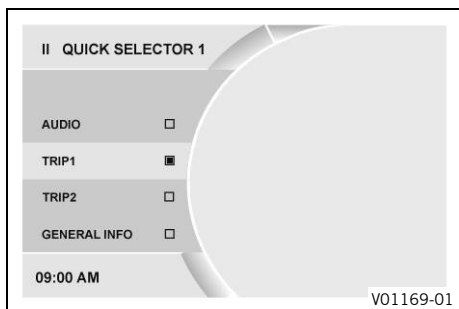 II QUICK SELECTOR 1
AUDIO
TRIP1
TRIP2
GENERAL INFO
09:00 AM
V01169-01